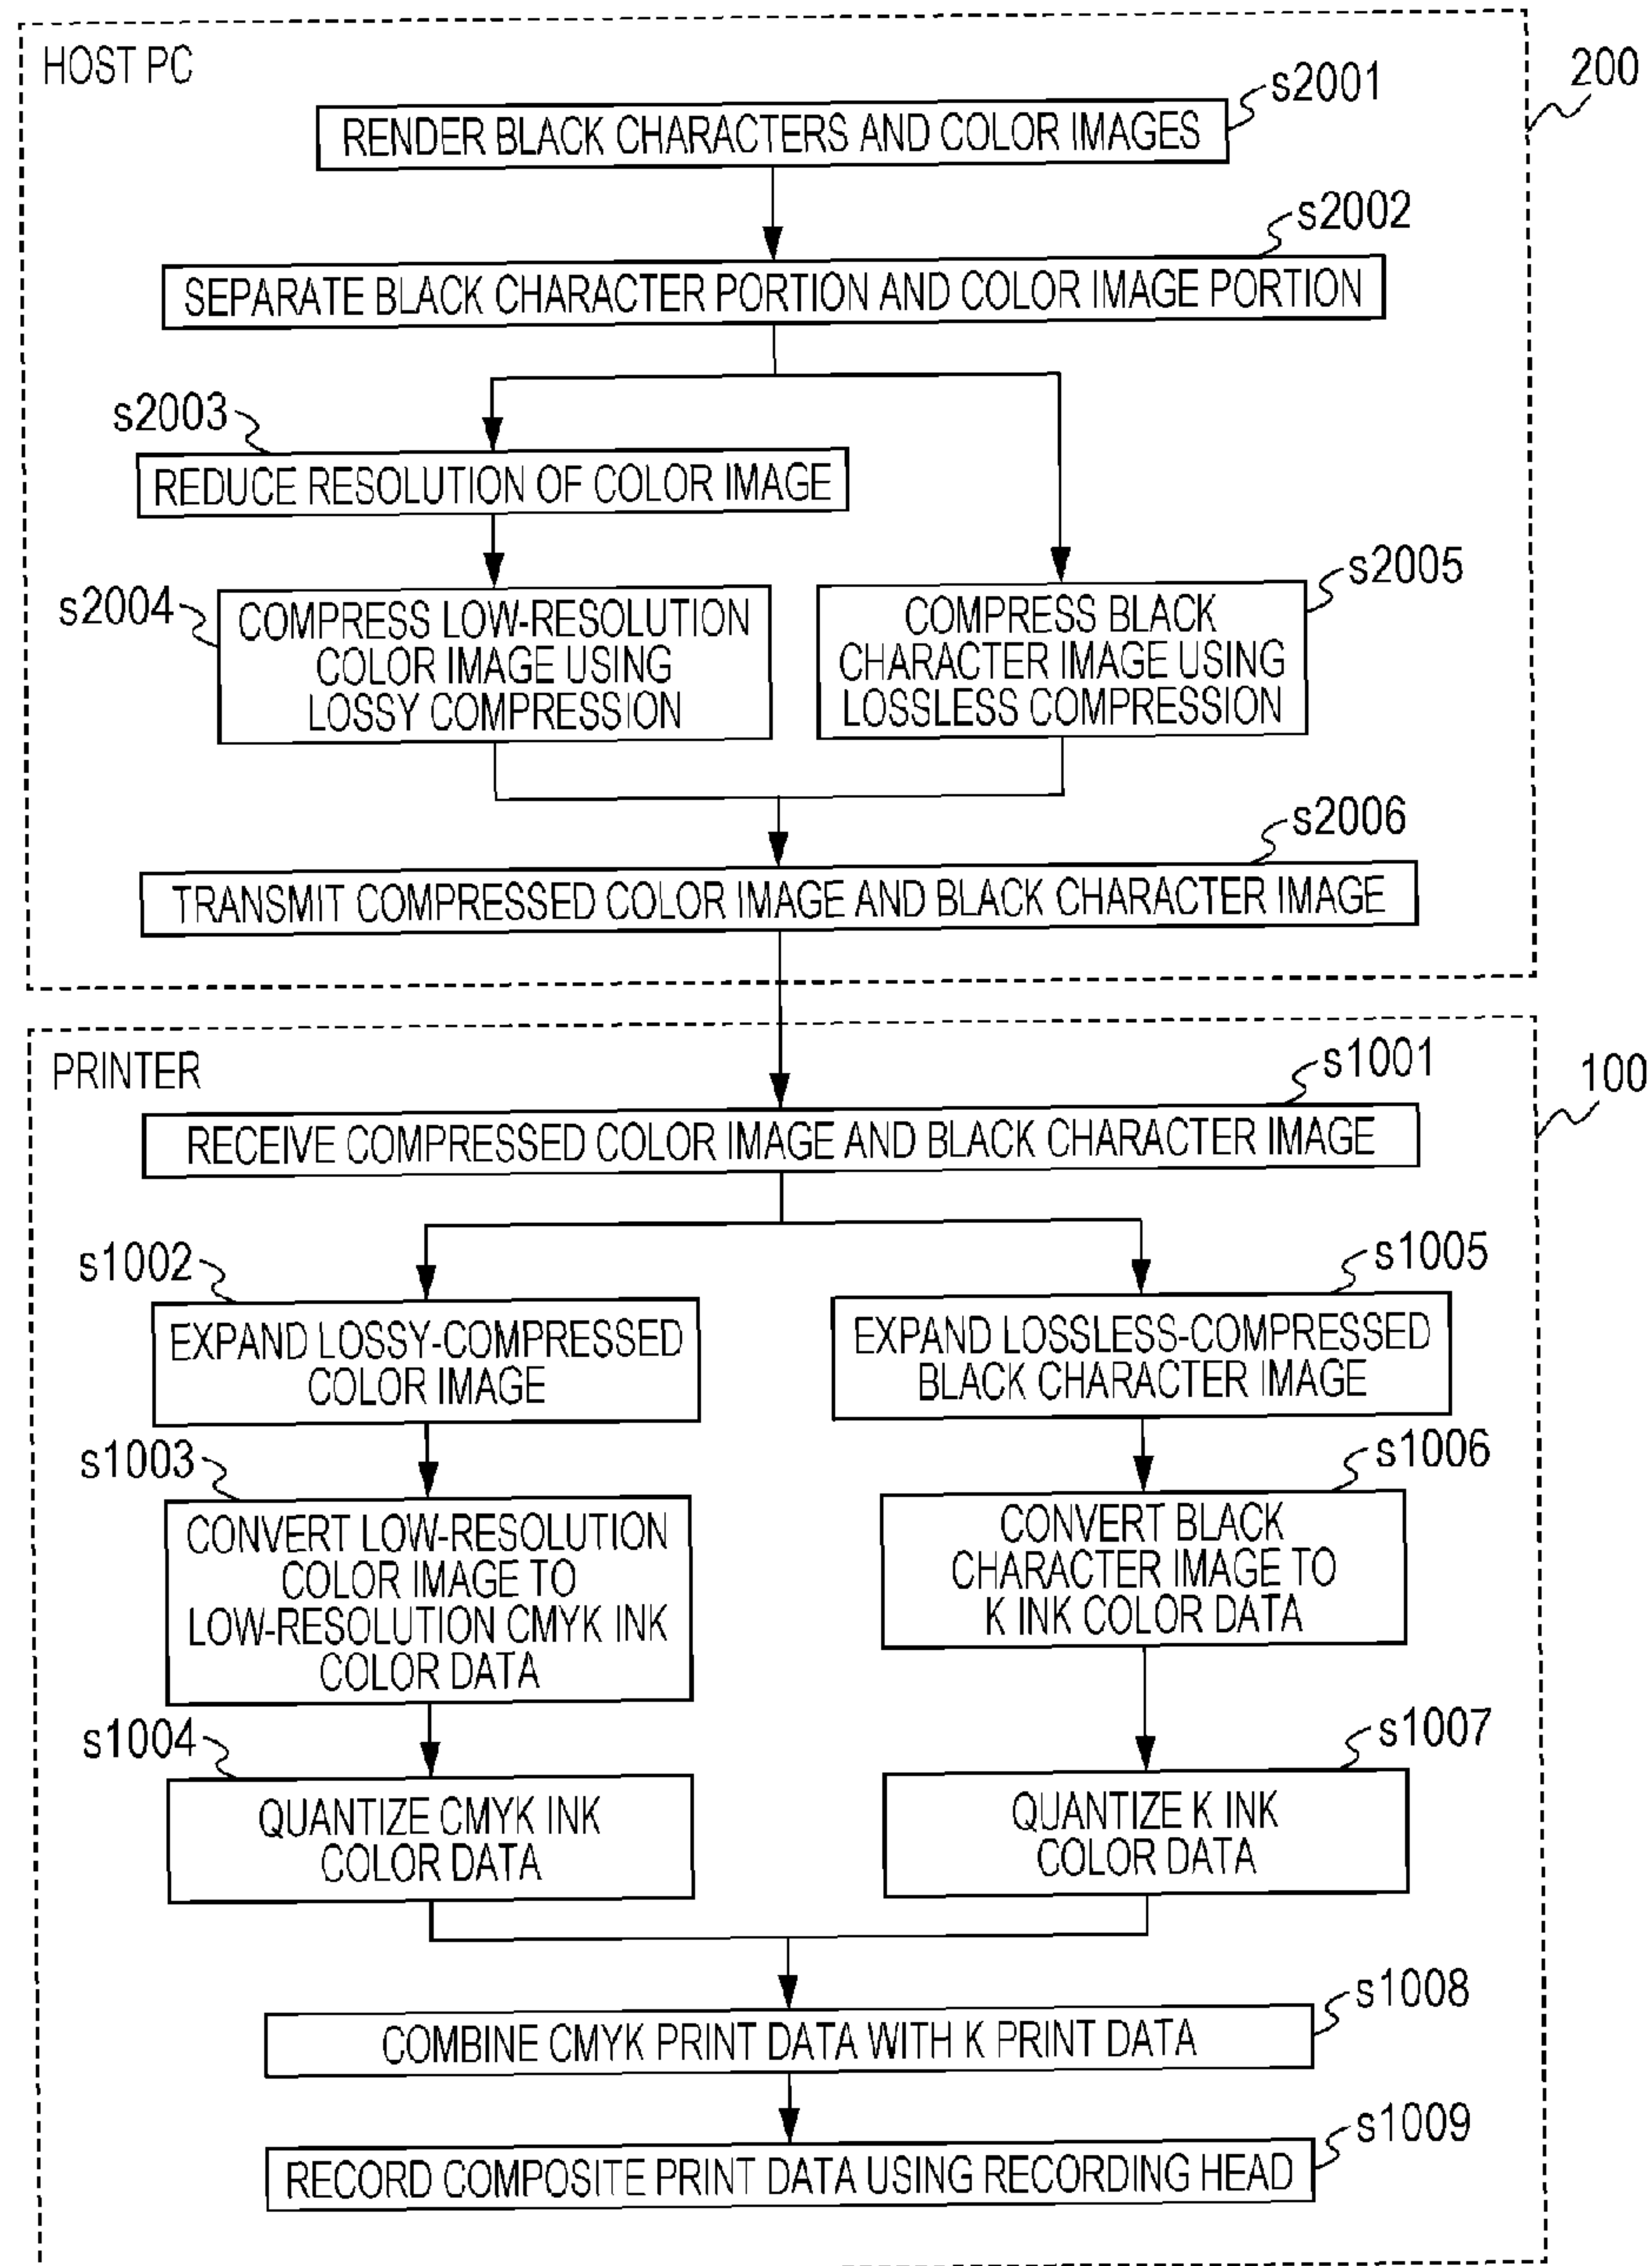 HOST PC
200
s2001
RENDER BLACK CHARACTERS AND COLOR IMAGES
s2002
SEPARATE BLACK CHARACTER PORTION AND COLOR IMAGE PORTION
s2003
REDUCE RESOLUTION OF COLOR IMAGE
s2004
COMPRESS LOW-RESOLUTION
COLOR IMAGE USING
LOSSY COMPRESSION
s2005
COMPRESS BLACK
CHARACTER IMAGE USING
LOSSLESS COMPRESSION
s2006
TRANSMIT COMPRESSED COLOR IMAGE AND BLACK CHARACTER IMAGE
PRINTER
100
s1001
RECEIVE COMPRESSED COLOR IMAGE AND BLACK CHARACTER IMAGE
s1002
EXPAND LOSSY-COMPRESSED
COLOR IMAGE
s1005
EXPAND LOSSLESS-COMPRESSED
BLACK CHARACTER IMAGE
s1003
CONVERT LOW-RESOLUTION
COLOR IMAGE TO
LOW-RESOLUTION CMYK INK
COLOR DATA
s1006
CONVERT BLACK
CHARACTER IMAGE TO
K INK COLOR DATA
s1004
QUANTIZE CMYK INK
COLOR DATA
s1007
QUANTIZE K INK
COLOR DATA
s1008
COMBINE CMYK PRINT DATA WITH K PRINT DATA
s1009
RECORD COMPOSITE PRINT DATA USING RECORDING HEAD